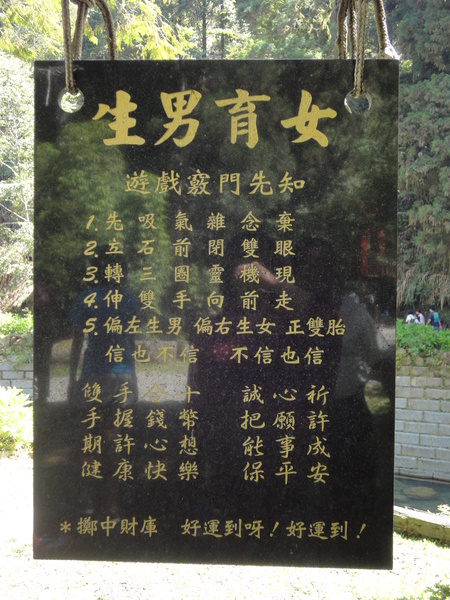 生男育女
遊戲竅門先知
1.先吸氣雜念棄
2.立石前閉雙眼
3.轉三圈靈機現
4.伸雙手向前走
5.偏左生男 偏右生女 正雙胎
信也不信 不信也信
雙手合十 誠心祈
手握錢幣 把願許
期許心想 能事成
健康快樂 保平安
*擲中財庫 好運到呀!好運到!